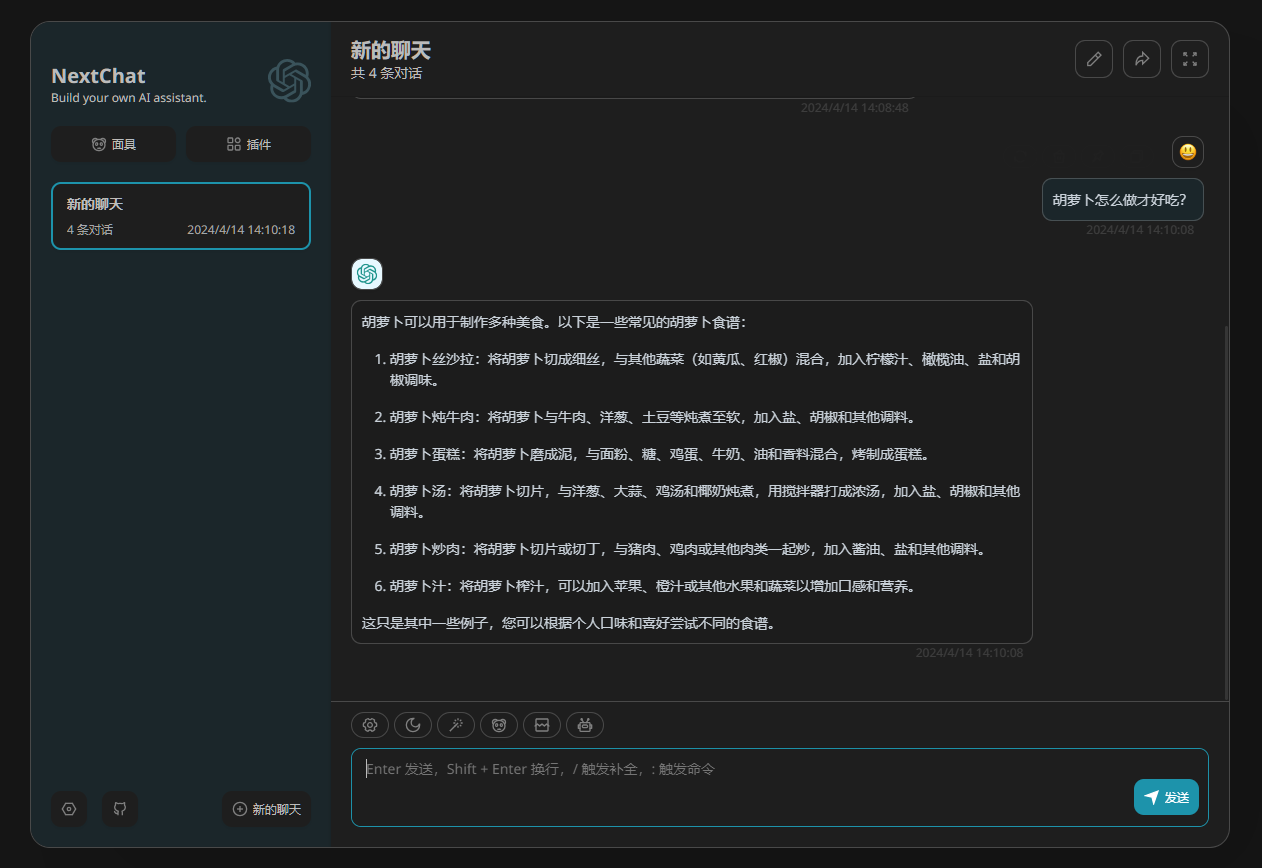 NextChat
Build your own AI assistant.
面具
插件
新的聊天
4 条对话
2024/4/14 14:10:18
新的聊天
新的聊天
共 4 条对话
2024/4/14 14:08:48
胡萝卜怎么做才好吃?
2024/4/14 14:10:08
胡萝卜可以用于制作多种美食。以下是一些常见的胡萝卜食谱：
1. 胡萝卜丝沙拉：将胡萝卜切成细丝，与其他蔬菜（如黄瓜、红椒）混合，加入柠檬汁、橄榄油、盐和胡
椒调味。
2. 胡萝卜炖牛肉：将胡萝卜与牛肉、洋葱、土豆等炖煮至软，加入盐、胡椒和其他调料。
3. 胡萝卜蛋糕：将胡萝卜磨成泥，与面粉、糖、鸡蛋、牛奶、油和香料混合，烤制成蛋糕。
4. 胡萝卜汤：将胡萝卜切片，与洋葱、大蒜、鸡汤和椰奶炖煮，用搅拌器打成浓汤，加入盐、胡椒和其他
调料。
5. 胡萝卜炒肉：将胡萝卜切片或切丁，与猪肉、鸡肉或其他肉类一起炒，加入酱油、盐和其他调料。
6. 胡萝卜汁：将胡萝卜榨汁，可以加入苹果、橙汁或其他水果和蔬菜以增加口感和营养。
这只是其中一些例子，您可以根据个人口味和喜好尝试不同的食谱。
2024/4/14 14:10:08
Enter 发送，Shift + Enter 换行，/ 触发补全，: 触发命令
发送